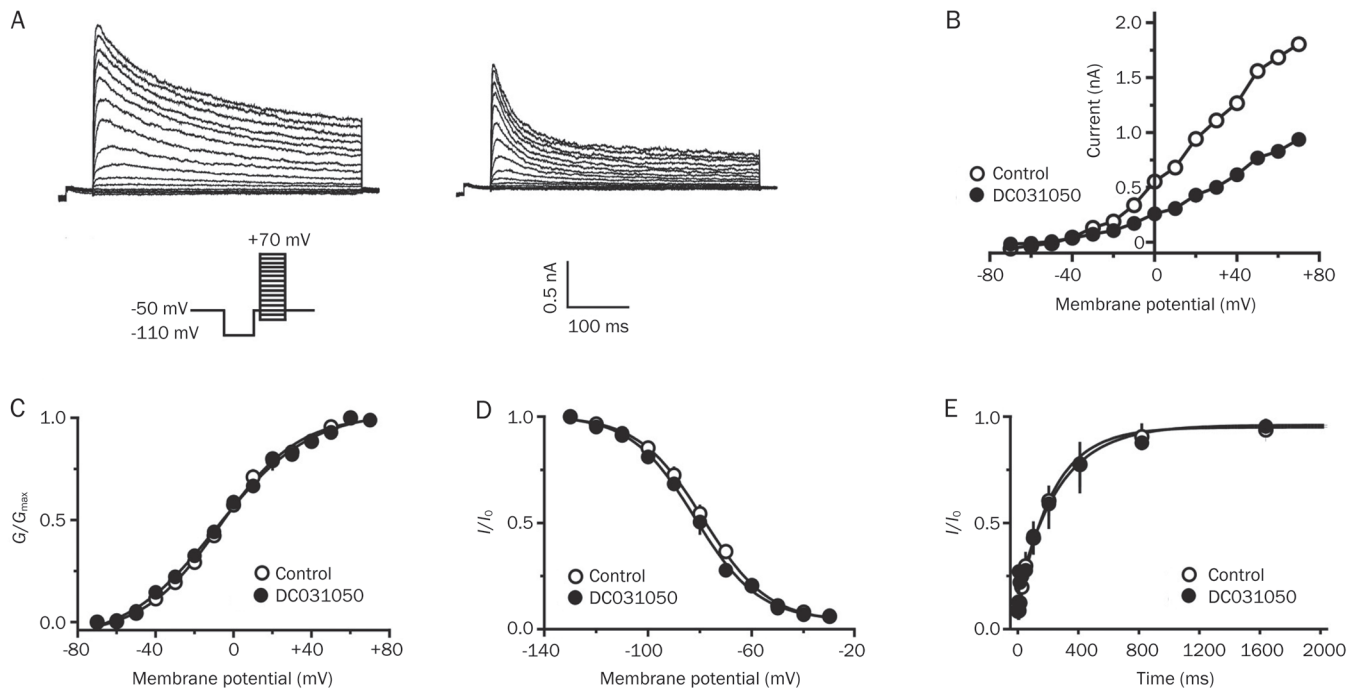 A
+70 mV
-50 mV
-110 mV
0.5 nA
100 ms
B
2.0
1.5
1.0
0.5
0
Currrent (nA)
Control
DC031050
-80
-40
0
+40
+80
Membrane potential (mV)
C
1.0
0.5
0.0
G/Gmax
Control
DC031050
-80
-40
0
+40
+80
Membrane potential (mV)
D
1.0
0.5
0.0
I/I0
Control
DC031050
-140
-100
-60
-20
Membrane potential (mV)
E
1.0
0.5
0.0
I/I0
Control
DC031050
0
400
800
1200
1600
2000
Time (ms)